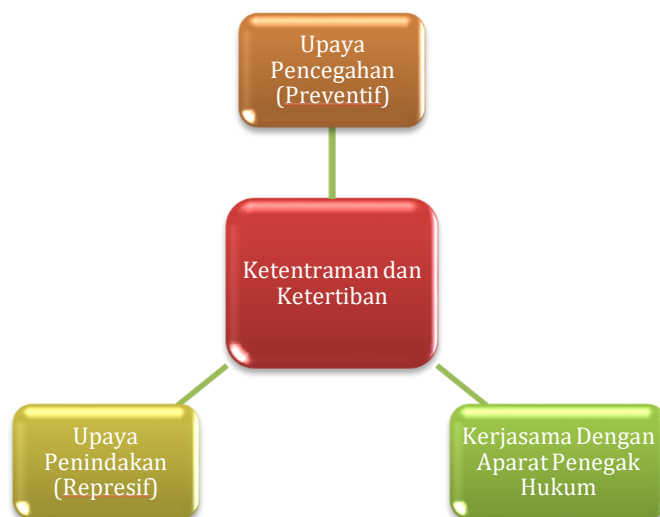 Upaya
Pencegahan
(Preventif)
Ketentraman dan
Ketertiban
Upaya
Penindakan
(Represif)
Kerjasama Dengan
Aparat Penegak
Hukum